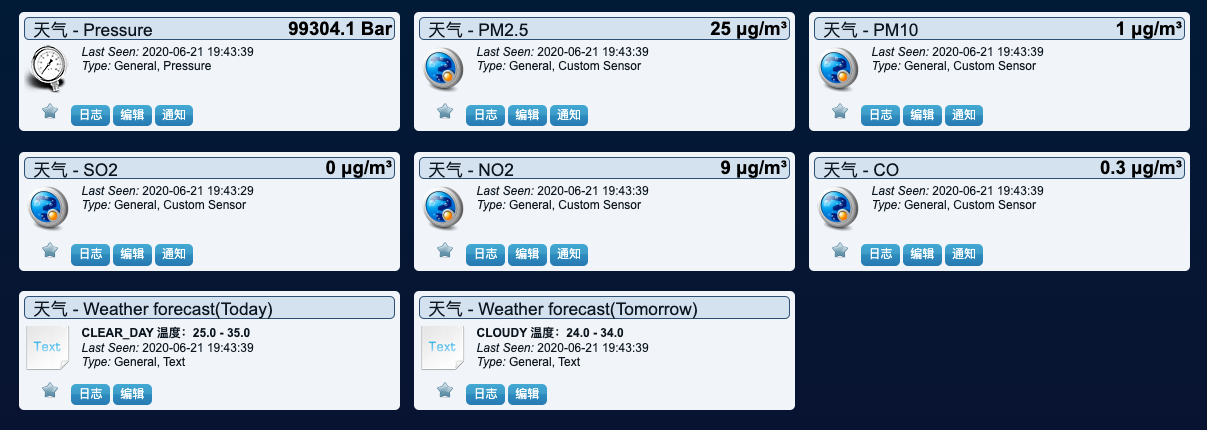 天气 - Pressure 99304.1 Bar
Last Seen: 2020-06-21 19:43:39
Type: General, Pressure
日志 编辑 通知
天气 - PM2.5 25 µg/m³
Last Seen: 2020-06-21 19:43:39
Type: General, Custom Sensor
日志 编辑 通知
天气 - PM10 1 µg/m³
Last Seen: 2020-06-21 19:43:39
Type: General, Custom Sensor
日志 编辑 通知
天气 - SO2 0 µg/m³
Last Seen: 2020-06-21 19:43:29
Type: General, Custom Sensor
日志 编辑 通知
天气 - NO2 9 µg/m³
Last Seen: 2020-06-21 19:43:39
Type: General, Custom Sensor
日志 编辑 通知
天气 - CO 0.3 µg/m³
Last Seen: 2020-06-21 19:43:39
Type: General, Custom Sensor
日志 编辑 通知
天气 - Weather forecast(Today)
Text
CLEAR_DAY 温度：25.0 - 35.0
Last Seen: 2020-06-21 19:43:39
Type: General, Text
日志 编辑
天气 - Weather forecast(Tomorrow)
Text
CLOUDY 温度：24.0 - 34.0
Last Seen: 2020-06-21 19:43:39
Type: General, Text
日志 编辑